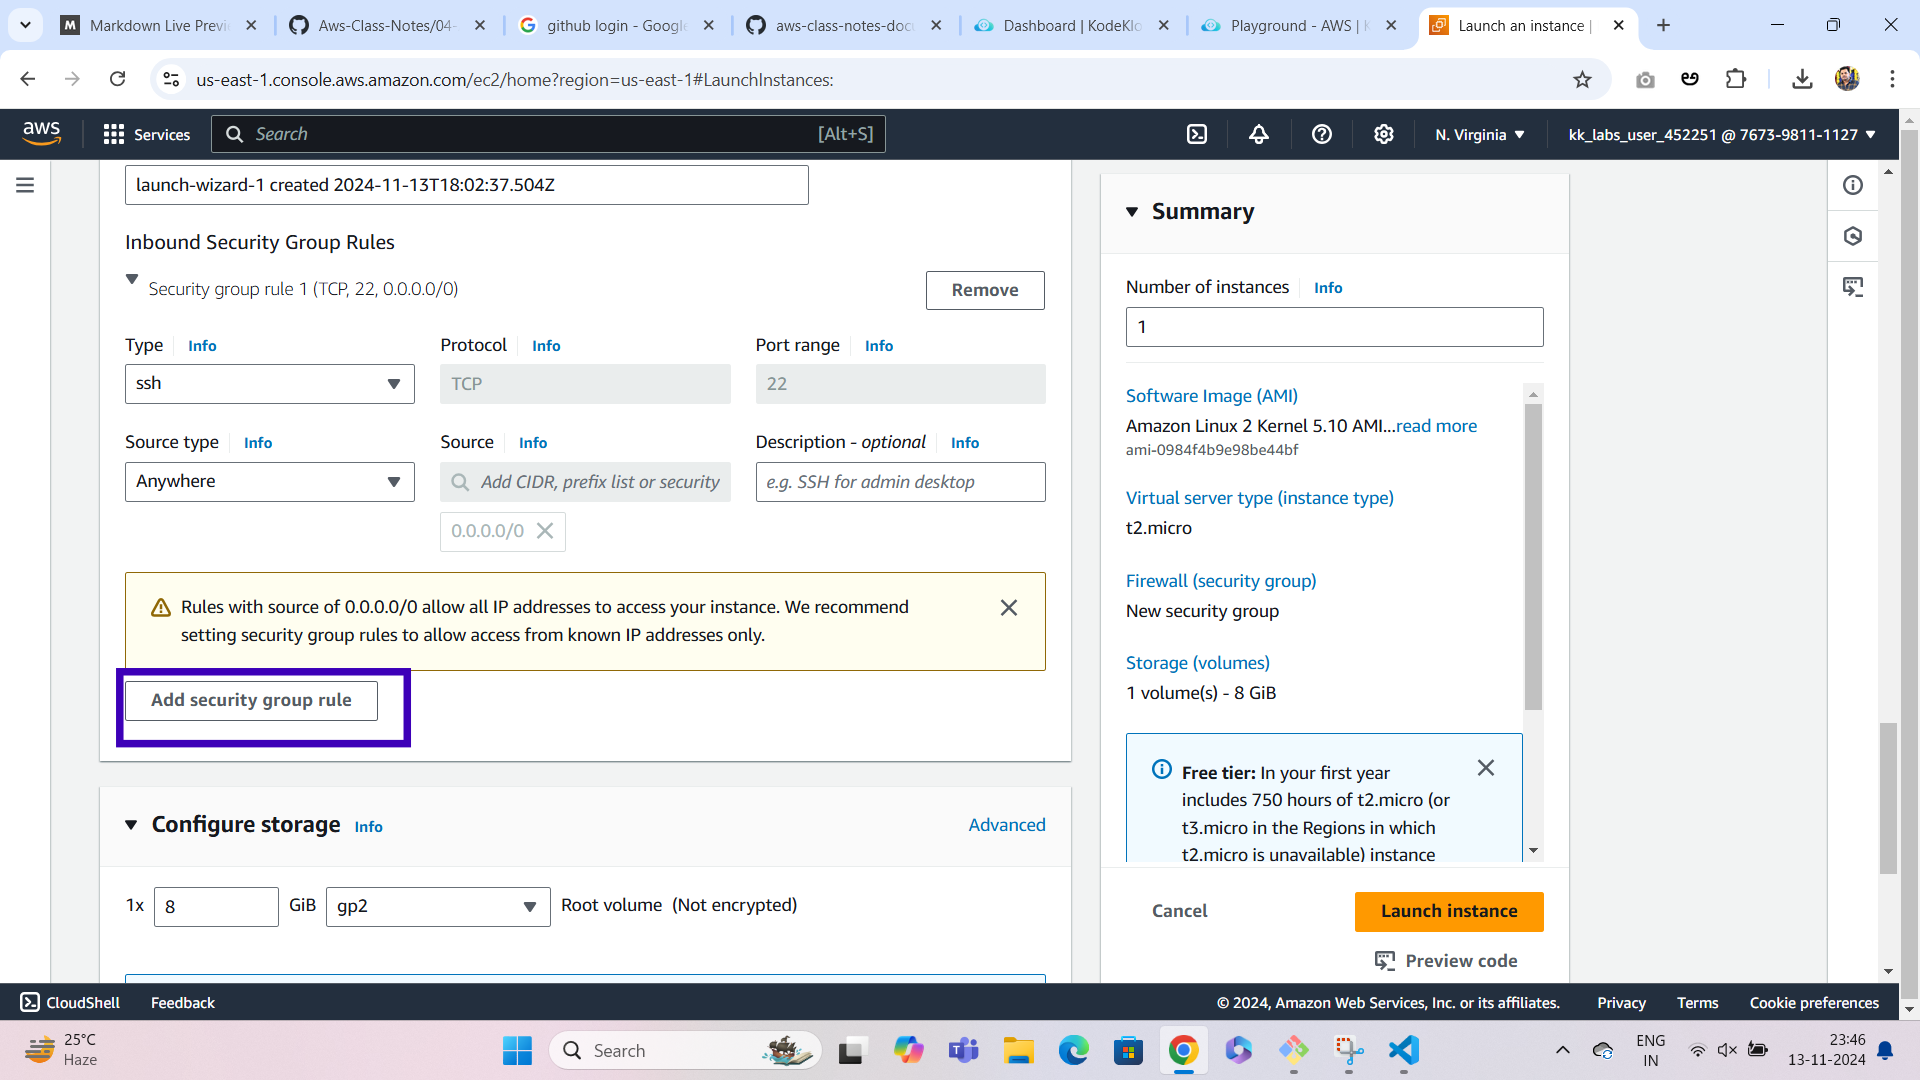 Markdown Live Previ
Aws-Class-Notes/04-
github login - Google
aws-class-notes-docu
Dashboard | KodeKlo
Playground - AWS | K
Launch an instance |
us-east-1.console.aws.amazon.com/ec2/home?region=us-east-1#LaunchInstances:
aws
Services
Search
[Alt+S]
N. Virginia
kk_labs_user_452251 @ 7673-9811-1127
launch-wizard-1 created 2024-11-13T18:02:37.504Z
Inbound Security Group Rules
Security group rule 1 (TCP, 22, 0.0.0.0/0)
Remove
Type Info
Protocol Info
Port range Info
ssh
TCP
22
Source type Info
Source Info
Description - optional Info
Anywhere
Add CIDR, prefix list or security
e.g. SSH for admin desktop
0.0.0.0/0
Rules with source of 0.0.0.0/0 allow all IP addresses to access your instance. We recommend
setting security group rules to allow access from known IP addresses only.
Add security group rule
Configure storage Info
Advanced
1x 8 GiB gp2 Root volume (Not encrypted)
Summary
Number of instances Info
1
Software Image (AMI)
Amazon Linux 2 Kernel 5.10 AMI...read more
ami-0984f4b9e98be44bf
Virtual server type (instance type)
t2.micro
Firewall (security group)
New security group
Storage (volumes)
1 volume(s) - 8 GiB
Free tier: In your first year
includes 750 hours of t2.micro (or
t3.micro in the Regions in which
t2.micro is unavailable) instance
Cancel
Launch instance
Preview code
CloudShell
Feedback
© 2024, Amazon Web Services, Inc. or its affiliates.
Privacy
Terms
Cookie preferences
25°C
Haze
Search
ENG
IN
23:46
13-11-2024